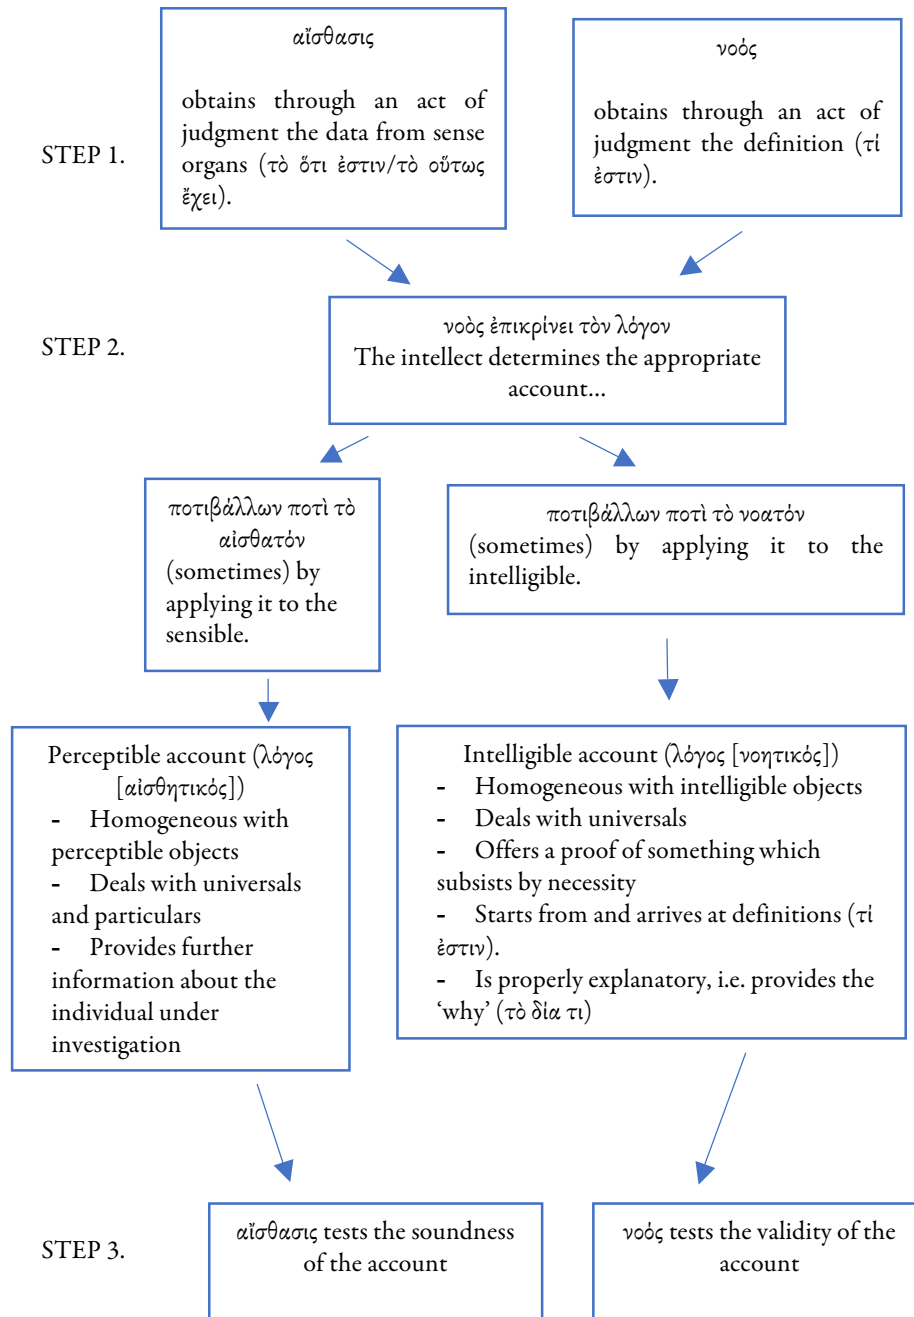 αἴσθασις
obtains through an act of
judgment the data from sense
organs (τὸ ὅτι ἐστιν/τὸ οὕτως
ἔχει).
νοός
obtains through an act of
judgment the definition (τί
ἐστιν).
STEP 1.
STEP 2.
νοὸς ἐπικρίνει τὸν λόγον
The intellect determines the appropriate
account...
ποτιβάλλων ποτὶ τὸ
αἰσθατόν
(sometimes) by
applying it to the
sensible.
ποτιβάλλων ποτὶ τὸ νοατόν
(sometimes) by applying it to the
intelligible.
Perceptible account (λόγος
[αἰσθητικός])
- Homogeneous with
perceptible objects
- Deals with universals
and particulars
- Provides further
information about the
individual under
investigation
Intelligible account (λόγος [νοητικός])
- Homogeneous with intelligible objects
- Deals with universals
- Offers a proof of something which
subsists by necessity
- Starts from and arrives at definitions (τί
ἐστιν).
- Is properly explanatory, i.e. provides the
‘why’ (τὸ δία τι)
STEP 3.
αἴσθασις tests the soundness
of the account
νοός tests the validity of the
account